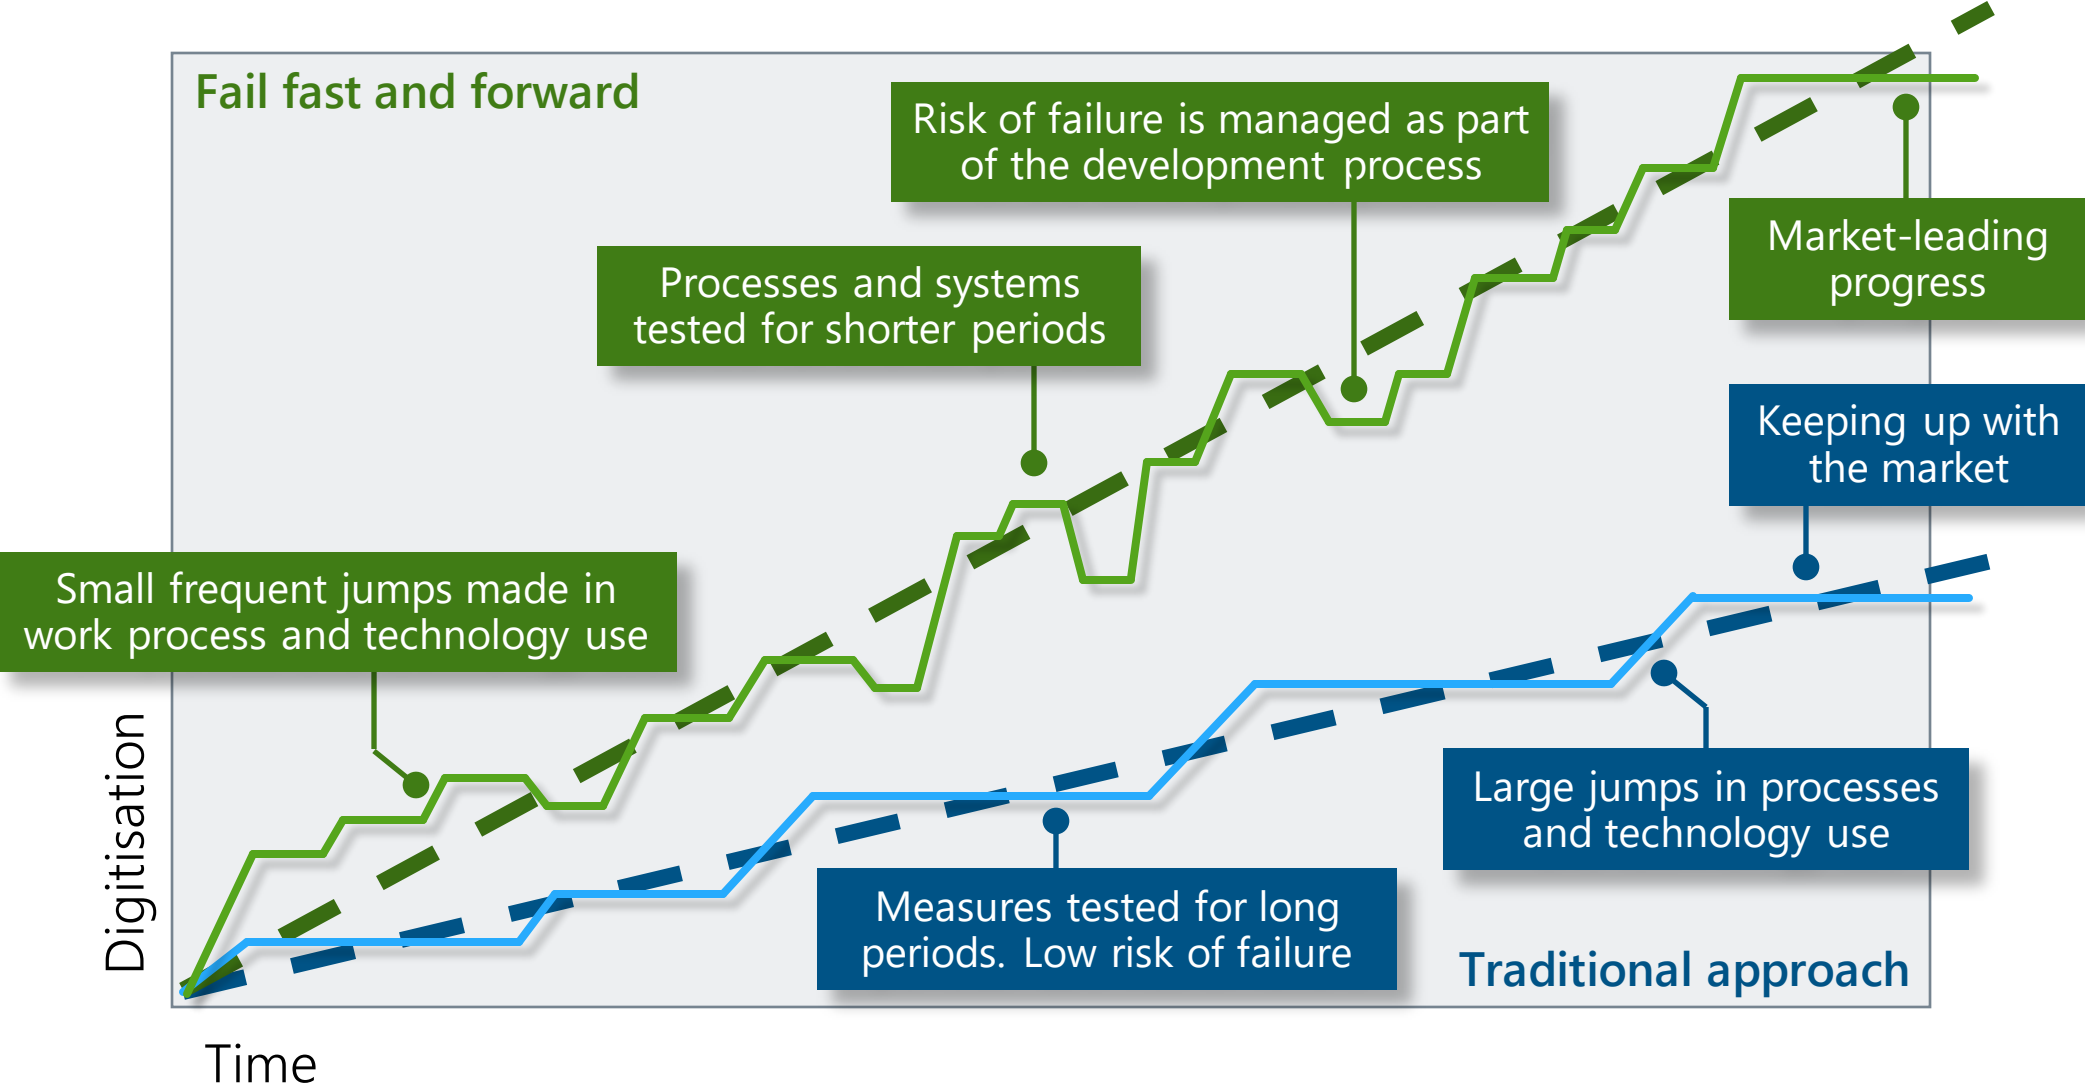 Fail fast and forward
Risk of failure is managed as part
of the development process
Market-leading
progress
Processes and systems
tested for shorter periods
Keeping up with
the market
Small frequent jumps made in
work process and technology use
Large jumps in processes
and technology use
Measures tested for long
periods. Low risk of failure
Traditional approach
Digitisation
Time